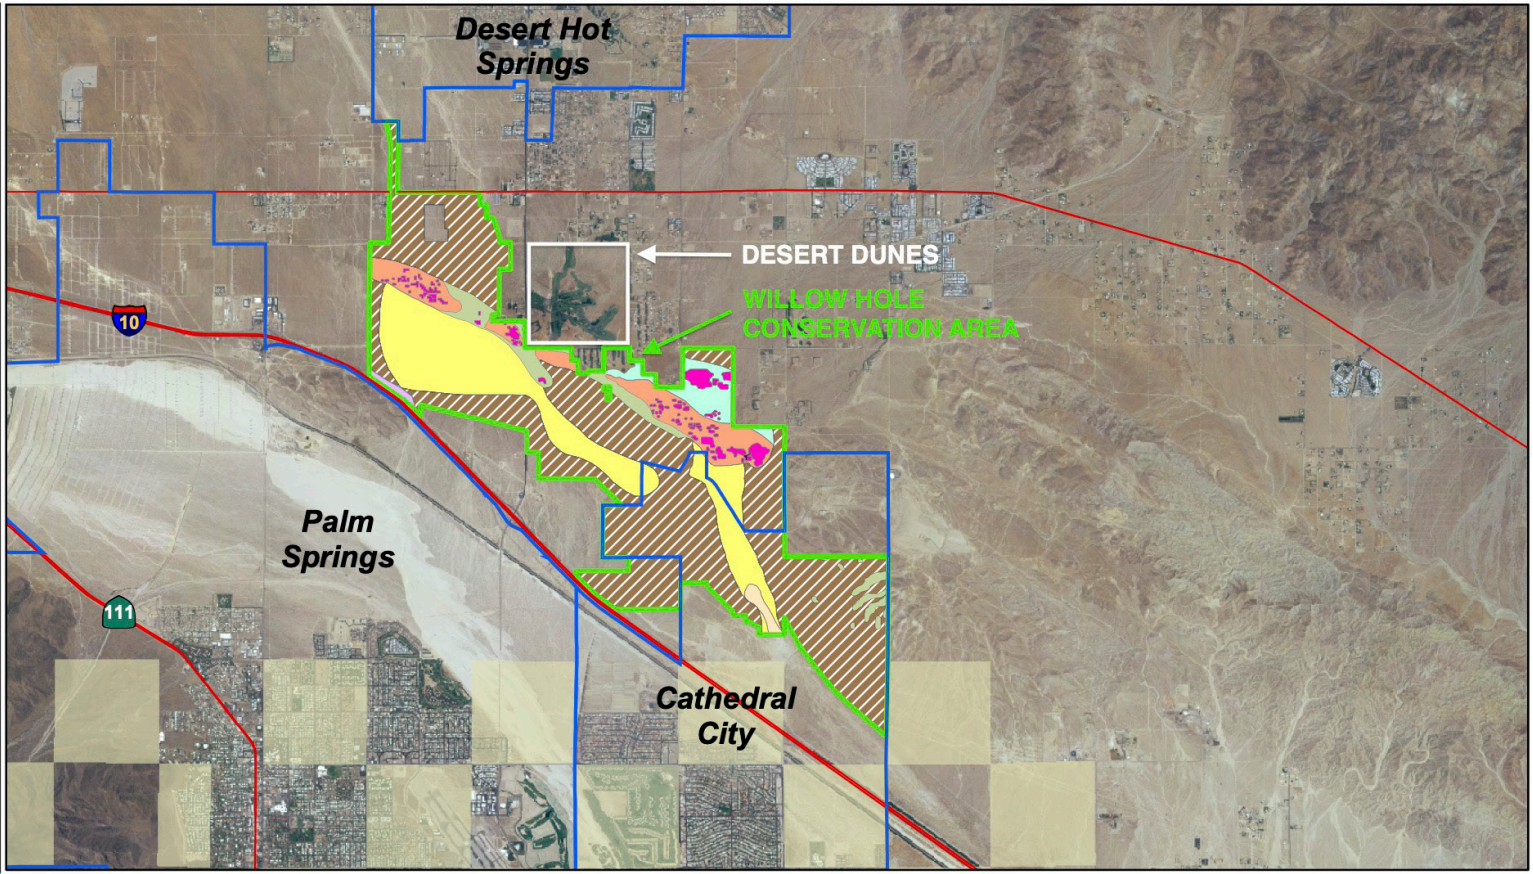 Desert Hot
Springs
DESERT DUNES
WILLOW HOLE
CONSERVATION AREA
10
Palm
Springs
111
Cathedral
City